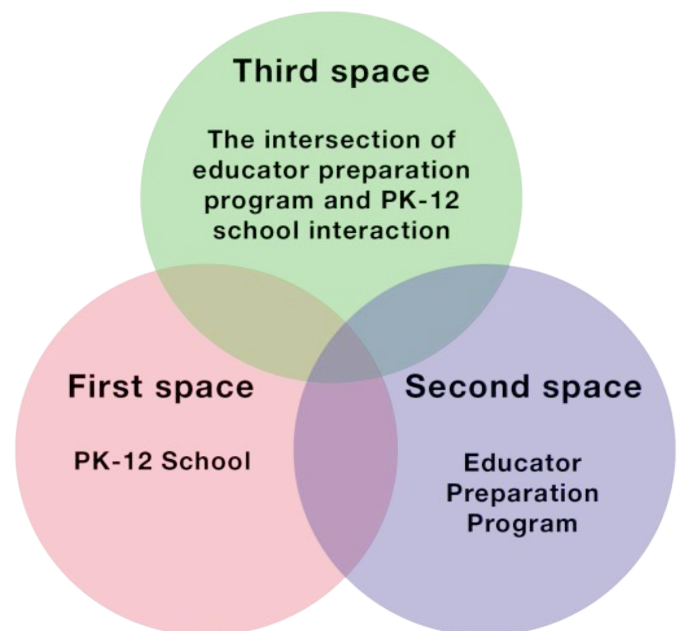 Third space
The intersection of
educator preparation
program and PK-12
school interaction
First space
PK-12 School
Second space
Educator
Preparation
Program